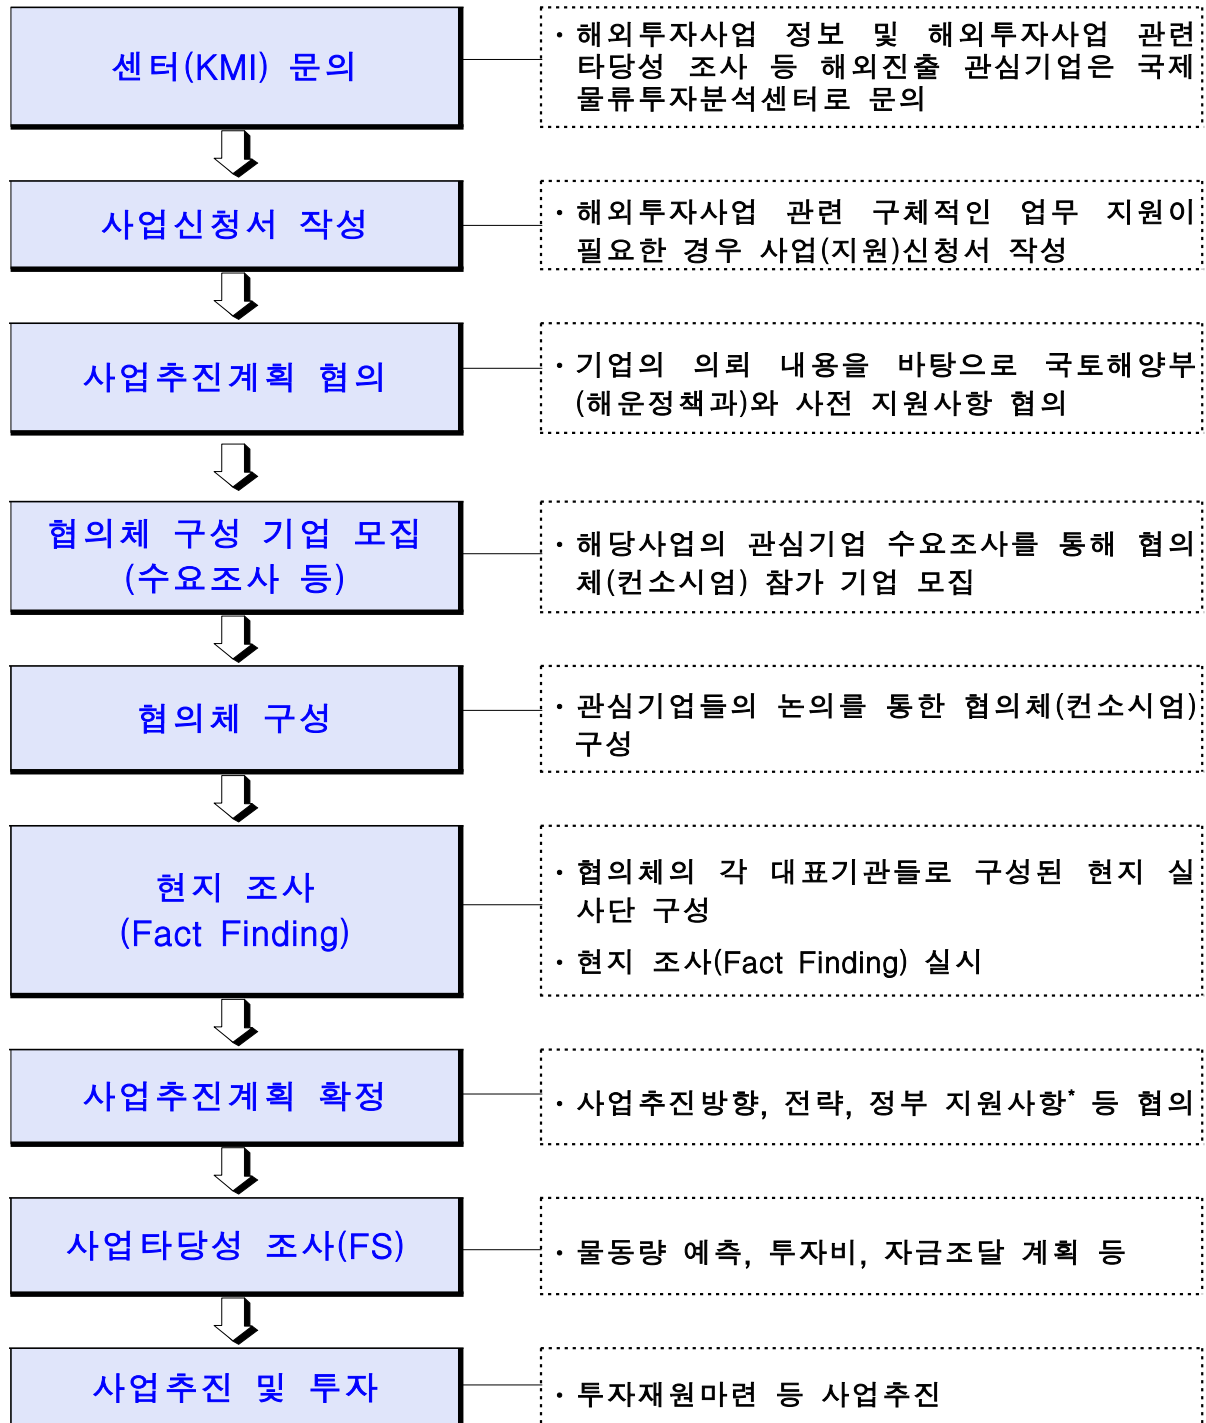 센터(KMI) 문의
· 해외투자사업 정보 및 해외투자사업 관련
타당성 조사 등 해외진출 관심기업은 국제
물류투자분석센터로 문의
사업신청서 작성
· 해외투자사업 관련 구체적인 업무 지원이
필요한 경우 사업(지원)신청서 작성
사업추진계획 협의
· 기업의 의뢰 내용을 바탕으로 국토해양부
(해운정책과)와 사전 지원사항 협의
협의체 구성 기업 모집
(수요조사 등)
· 해당사업의 관심기업 수요조사를 통해 협의
체(컨소시엄) 참가 기업 모집
협의체 구성
· 관심기업들의 논의를 통한 협의체(컨소시엄)
구성
현지 조사
(Fact Finding)
· 협의체의 각 대표기관들로 구성된 현지 실
사단 구성
· 현지 조사(Fact Finding) 실시
사업추진계획 확정
· 사업추진방향, 전략, 정부 지원사항* 등 협의
사업타당성 조사(FS)
· 물동량 예측, 투자비, 자금조달 계획 등
사업추진 및 투자
· 투자재원마련 등 사업추진